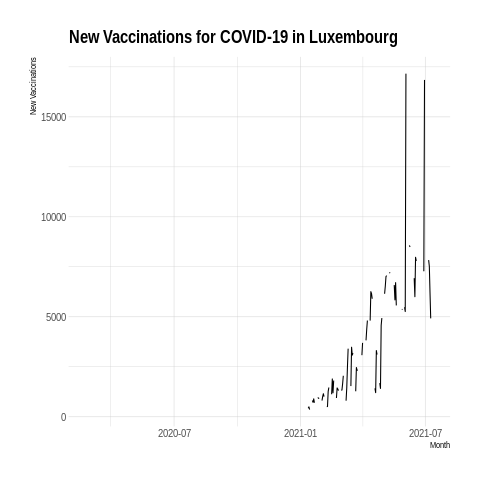 New Vaccinations for COVID-19 in Luxembourg
New Vaccinations
15000
10000
5000
0
2020-07 2021-01 2021-07
Month